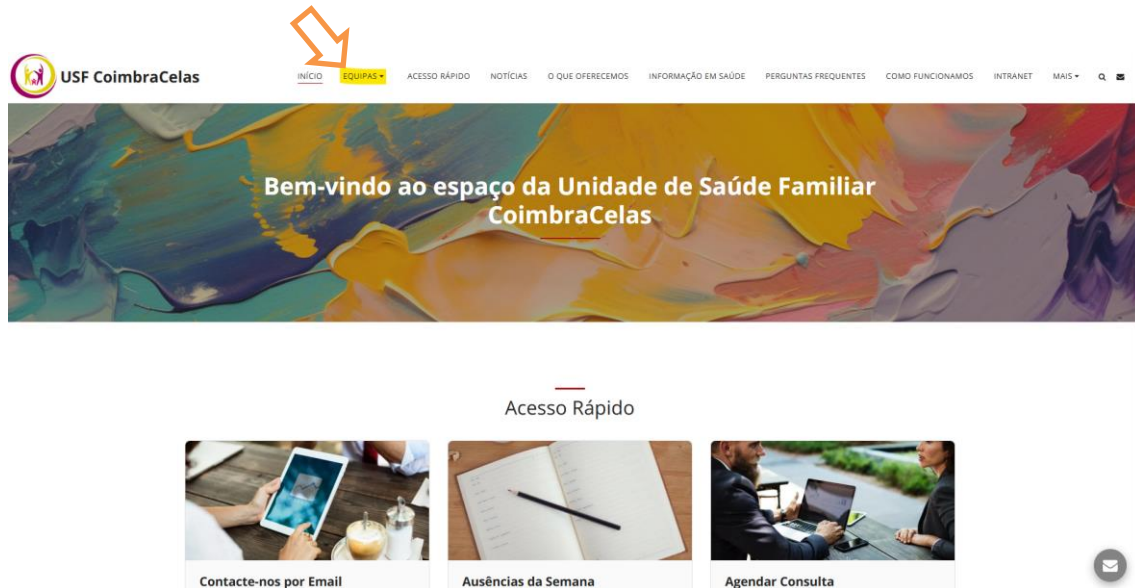 USF CoimbraCelas
INÍCIO EQUIPAS ACESSO RÁPIDO NOTÍCIAS O QUE OFERECEMOS INFORMAÇÃO EM SAÚDE PERGUNTAS FREQUENTES COMO FUNCIONAMOS INTRANET MAIS
Bem-vindo ao espaço da Unidade de Saúde Familiar
CoimbraCelas
Acesso Rápido
Contacte-nos por Email Ausências da Semana Agendar Consulta